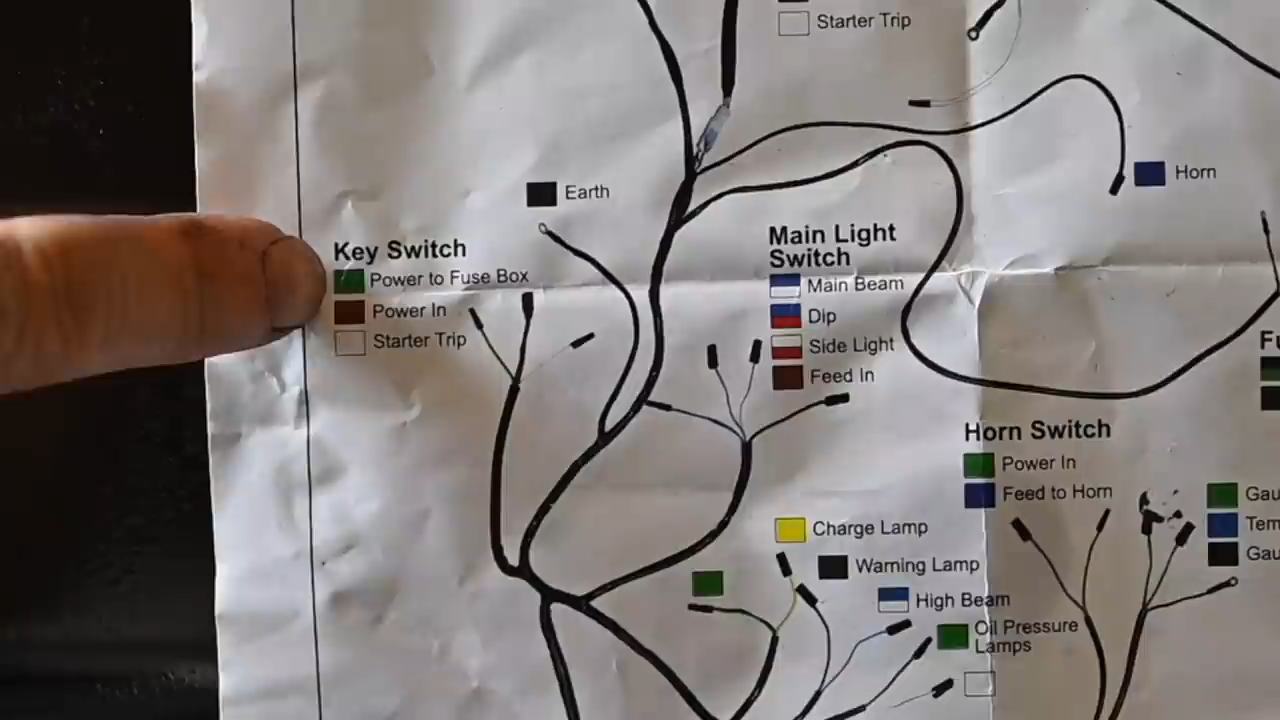 Starter Trip
Horn
Earth
Key Switch
Power to Fuse Box
Power In
Starter Trip
Main Light
Switch
Main Beam
Dip
Side Light
Feed In
Horn Switch
Power In
Feed to Horn
Charge Lamp
Warning Lamp
High Beam
Oil Pressure
Lamps